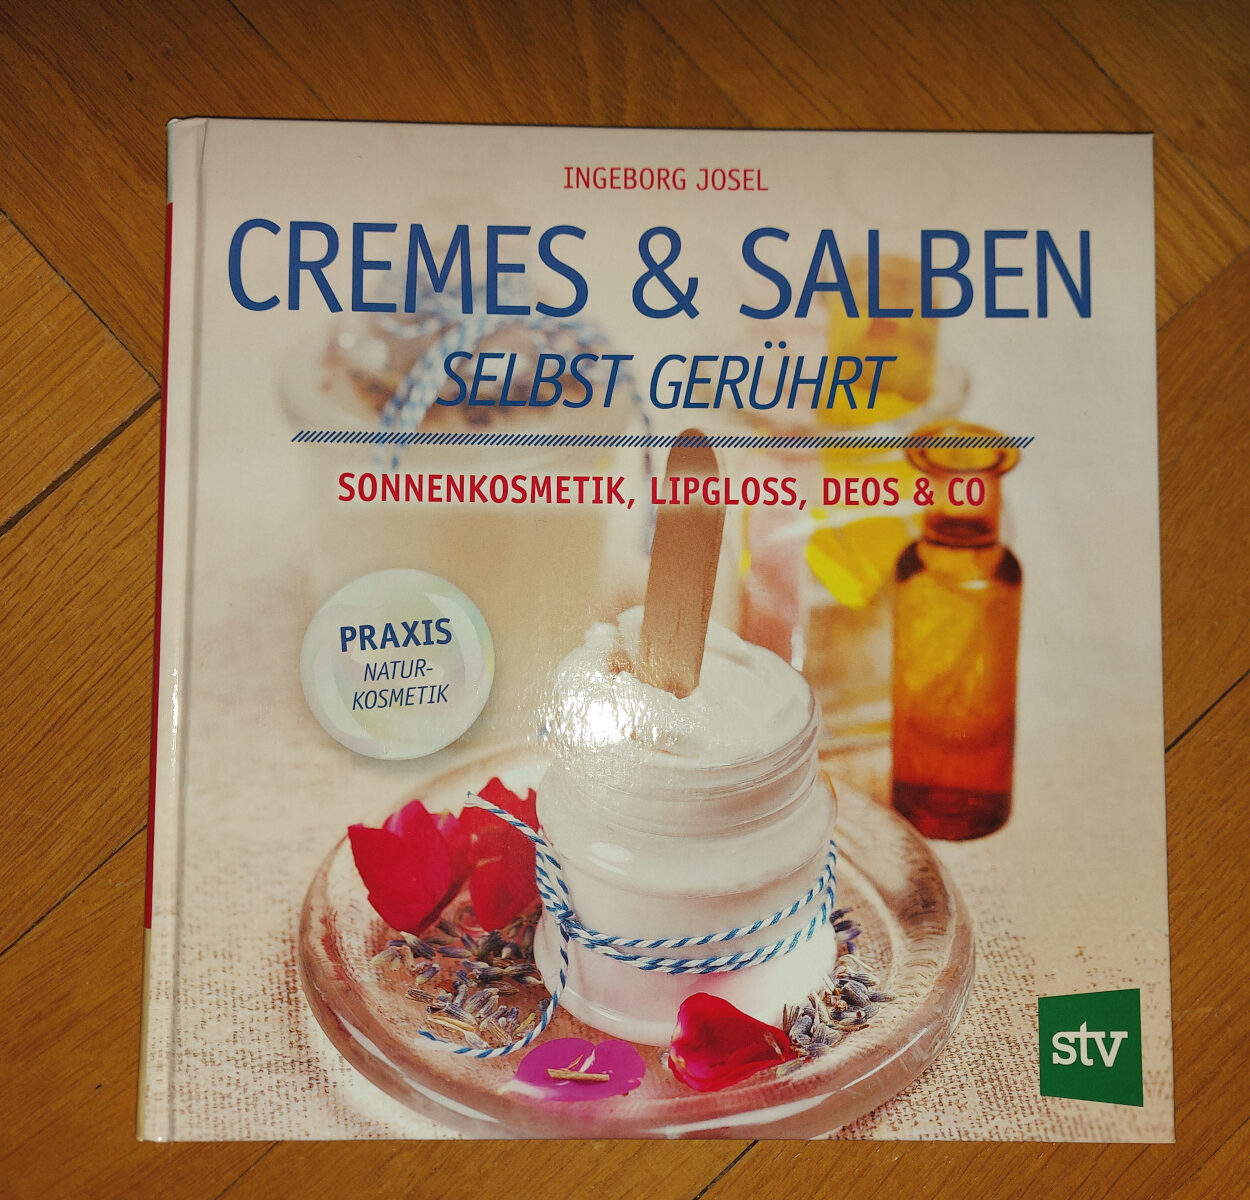 INGEBORG JOSEL
CREMES & SALBEN
SELBST GERÜHRT
SONNENKOSMETIK, LIPGLOSS, DEOS & CO
PRAXIS
NATUR-
KOSMETIK
stv